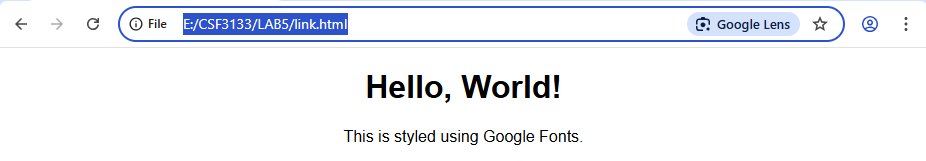 File E:/CSF3133/LAB5/link.html Google Lens
Hello, World!
This is styled using Google Fonts.